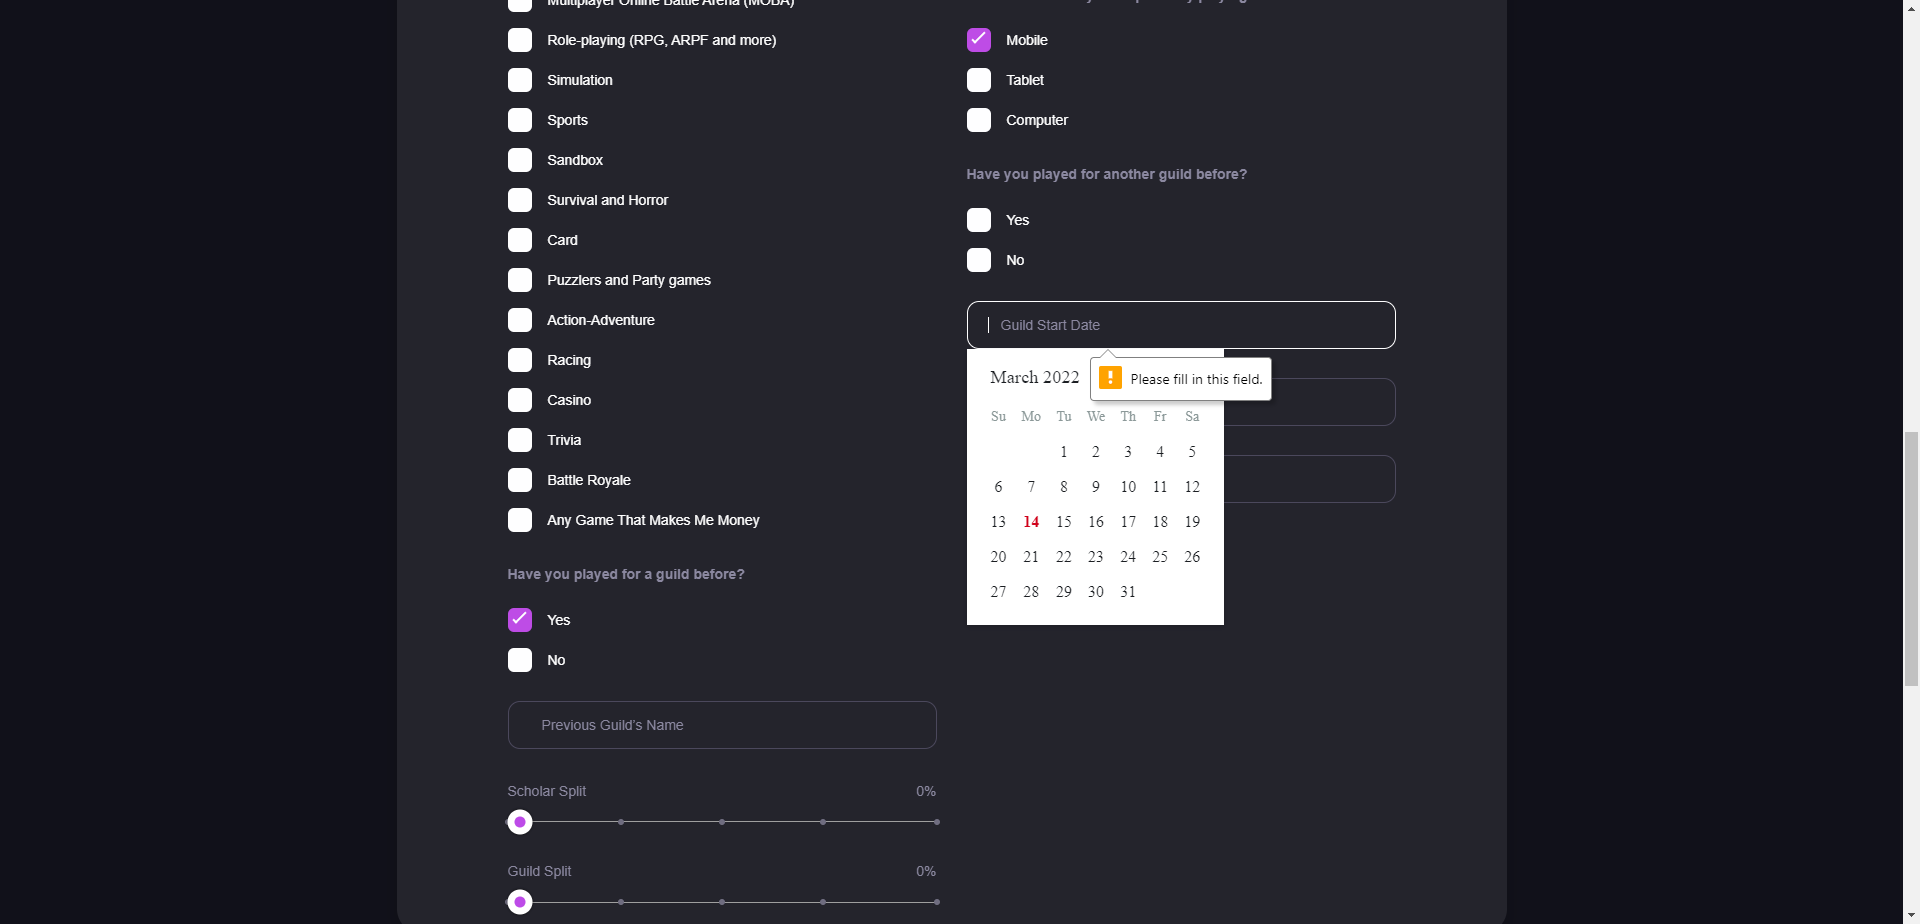 Multiplayer Online Battle Arena (MOBA)
Role-playing (RPG, ARPF and more)
Simulation
Sports
Sandbox
Survival and Horror
Card
Puzzlers and Party games
Action-Adventure
Racing
Casino
Trivia
Battle Royale
Any Game That Makes Me Money
Have you played for a guild before?
Yes
No
Previous Guild's Name
Scholar Split 0%
Guild Split 0%
Mobile
Tablet
Computer
Have you played for another guild before?
Yes
No
Guild Start Date
Please fill in this field.
March 2022
Su Mo Tu We Th Fr Sa
1 2 3 4 5
6 7 8 9 10 11 12
13 14 15 16 17 18 19
20 21 22 23 24 25 26
27 28 29 30 31